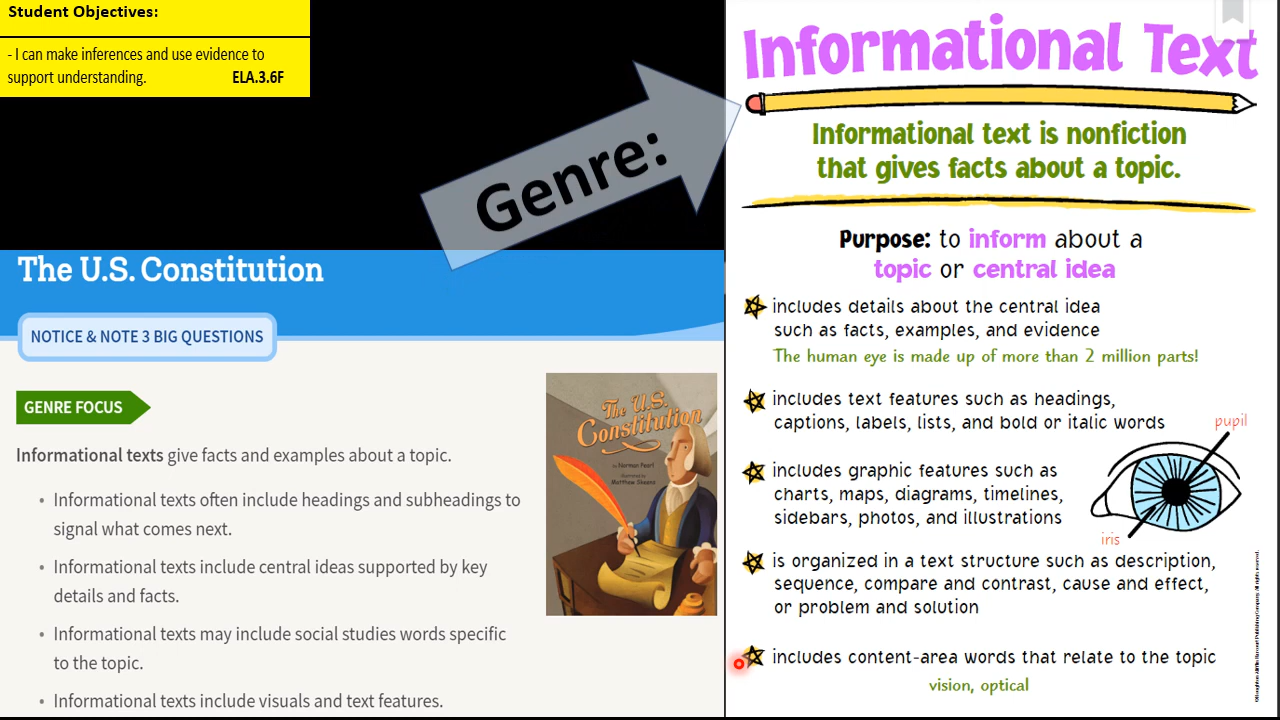 Student Objectives:
- I can make inferences and use evidence to
support understanding. ELA.3.6F
Genre:
The U.S. Constitution
NOTICE & NOTE 3 BIG QUESTIONS
GENRE FOCUS
Informational texts give facts and examples about a topic.
• Informational texts often include headings and subheadings to
signal what comes next.
• Informational texts include central ideas supported by key
details and facts.
• Informational texts may include social studies words specific
to the topic.
• Informational texts include visuals and text features.
The U.S.
Constitution
by Norman Pearl
illustrated by
Matthew Skeens
Informational Text
Informational text is nonfiction
that gives facts about a topic.
Purpose: to inform about a
topic or central idea
includes details about the central idea
such as facts, examples, and evidence
The human eye is made up of more than 2 million parts!
includes text features such as headings,
captions, labels, lists, and bold or italic words
pupil
includes graphic features such as
charts, maps, diagrams, timelines,
sidebars, photos, and illustrations
iris
is organized in a text structure such as description,
sequence, compare and contrast, cause and effect,
or problem and solution
includes content-area words that relate to the topic
vision, optical